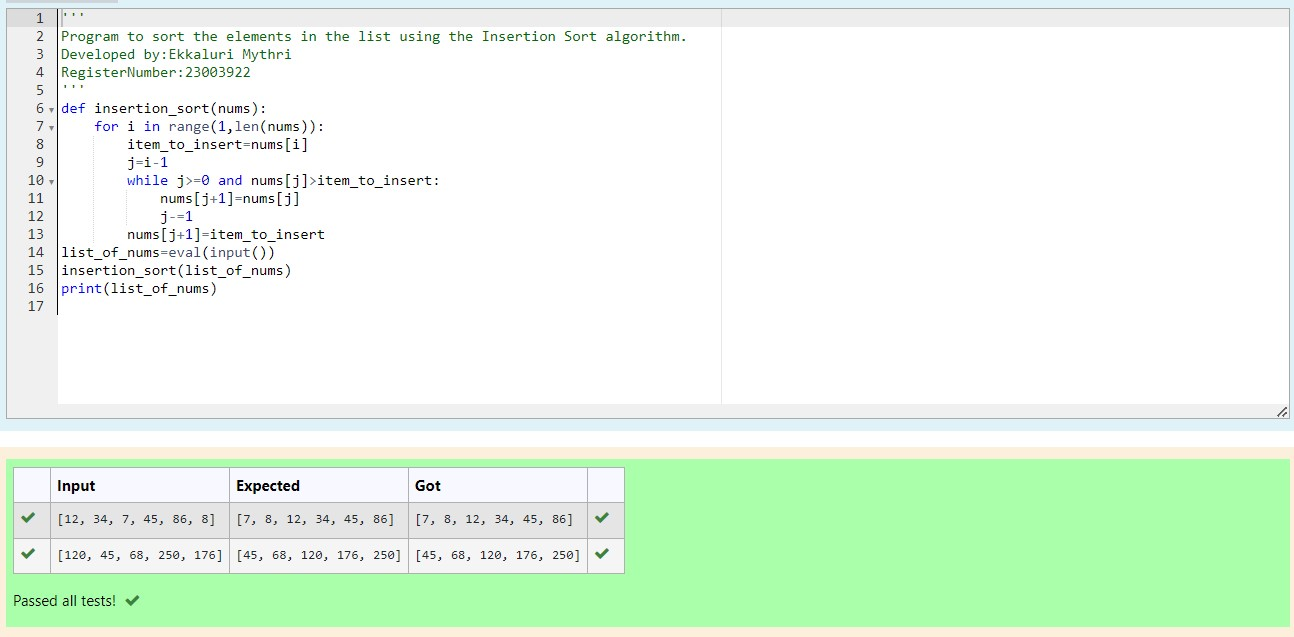 1 '''
2 Program to sort the elements in the list using the Insertion Sort algorithm.
3 Developed by:Ekkaluri Mythri
4 RegisterNumber:23003922
5 '''
6 def insertion_sort(nums):
7     for i in range(1,len(nums)):
8         item_to_insert=nums[i]
9         j=i-1
10         while j>=0 and nums[j]>item_to_insert:
11             nums[j+1]=nums[j]
12             j-=1
13         nums[j+1]=item_to_insert
14 list_of_nums=eval(input())
15 insertion_sort(list_of_nums)
16 print(list_of_nums)
17
Input Expected Got
[12, 34, 7, 45, 86, 8] [7, 8, 12, 34, 45, 86] [7, 8, 12, 34, 45, 86]
[120, 45, 68, 250, 176] [45, 68, 120, 176, 250] [45, 68, 120, 176, 250]
Passed all tests!